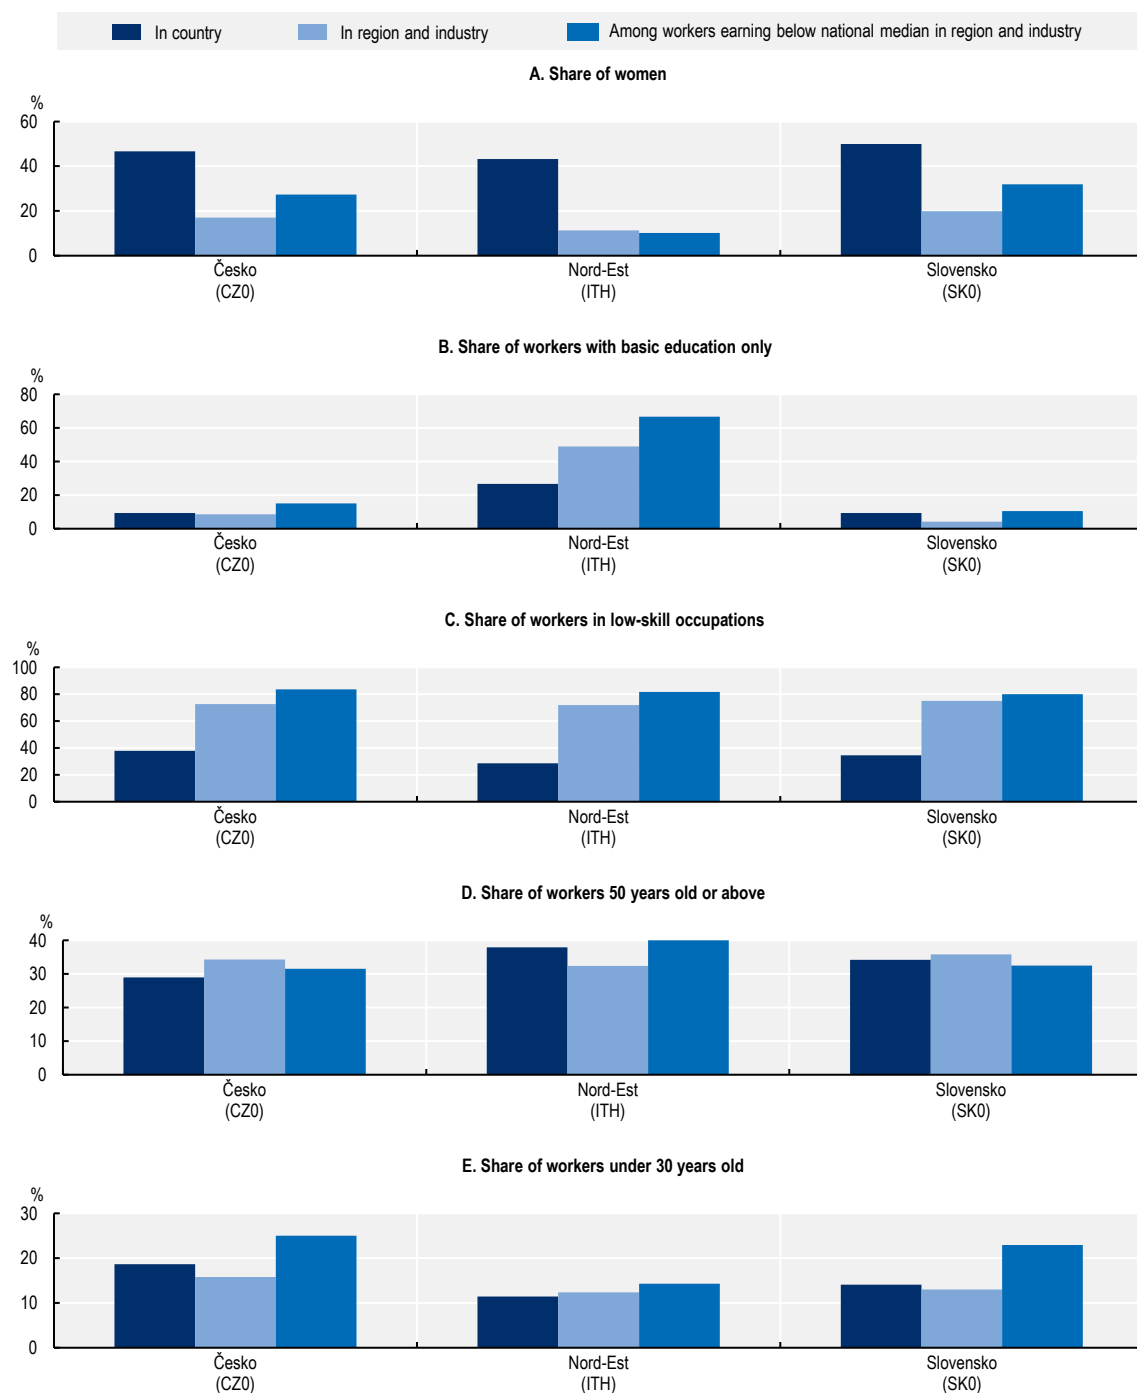 In country In region and industry Among workers earning below national median in region and industry
A. Share of women
%
60
40
20
0
Česko Nord-Est Slovensko
(CZ0) (ITH) (SK0)
B. Share of workers with basic education only
%
80
60
40
20
0
Česko Nord-Est Slovensko
(CZ0) (ITH) (SK0)
C. Share of workers in low-skill occupations
%
100
80
60
40
20
0
Česko Nord-Est Slovensko
(CZ0) (ITH) (SK0)
D. Share of workers 50 years old or above
%
40
30
20
10
0
Česko Nord-Est Slovensko
(CZ0) (ITH) (SK0)
E. Share of workers under 30 years old
%
30
20
10
0
Česko Nord-Est Slovensko
(CZ0) (ITH) (SK0)